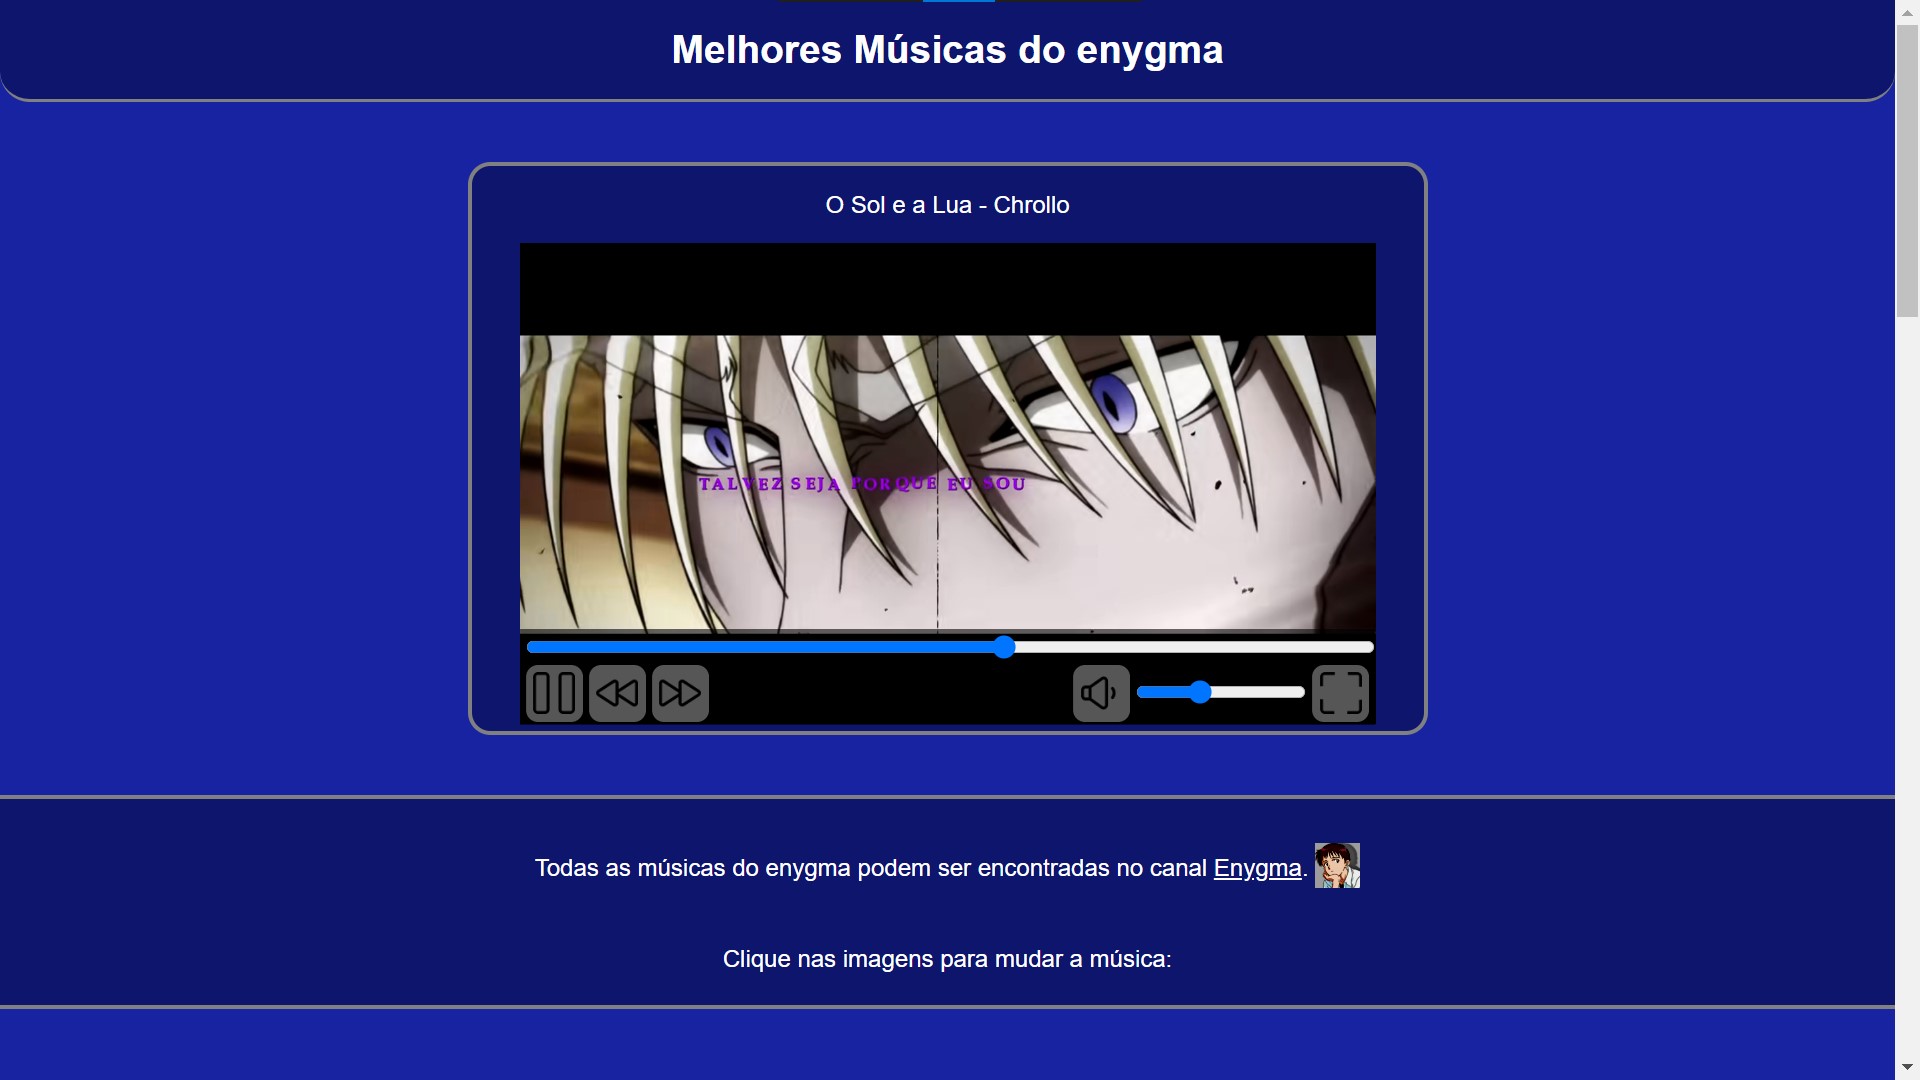 Melhores Músicas do enygma
O Sol e a Lua - Chrollo
TALVEZ SEJA PORQUE EU SOU
Todas as músicas do enygma podem ser encontradas no canal Enygma.
Clique nas imagens para mudar a música: